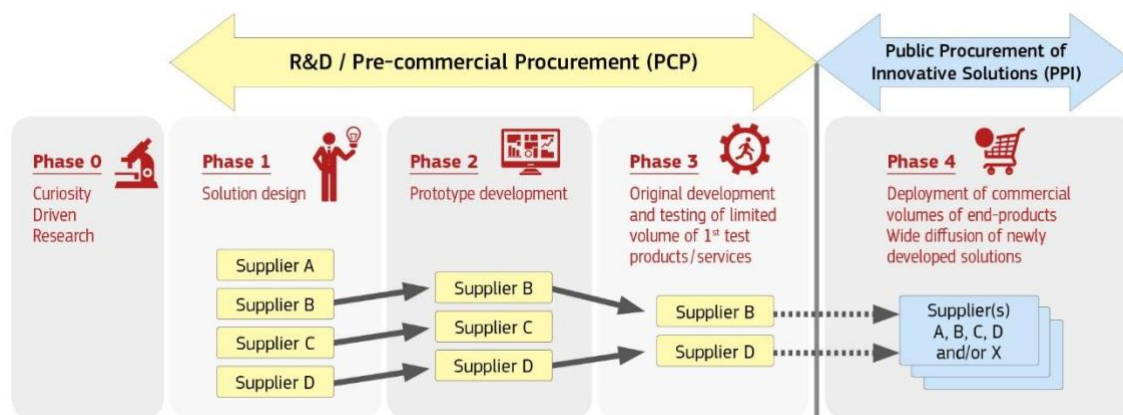 R&D / Pre-commercial Procurement (PCP)
Public Procurement of
Innovative Solutions (PPI)
Phase 0
Curiosity
Driven
Research
Phase 1
Solution design
Supplier A
Supplier B
Supplier C
Supplier D
Phase 2
Prototype development
Supplier B
Supplier C
Supplier D
Phase 3
Original development
and testing of limited
volume of 1st test
products/services
Supplier B
Supplier D
Phase 4
Deployment of commercial
volumes of end-products
Wide diffusion of newly
developed solutions
Supplier(s)
A, B, C, D
and/or X